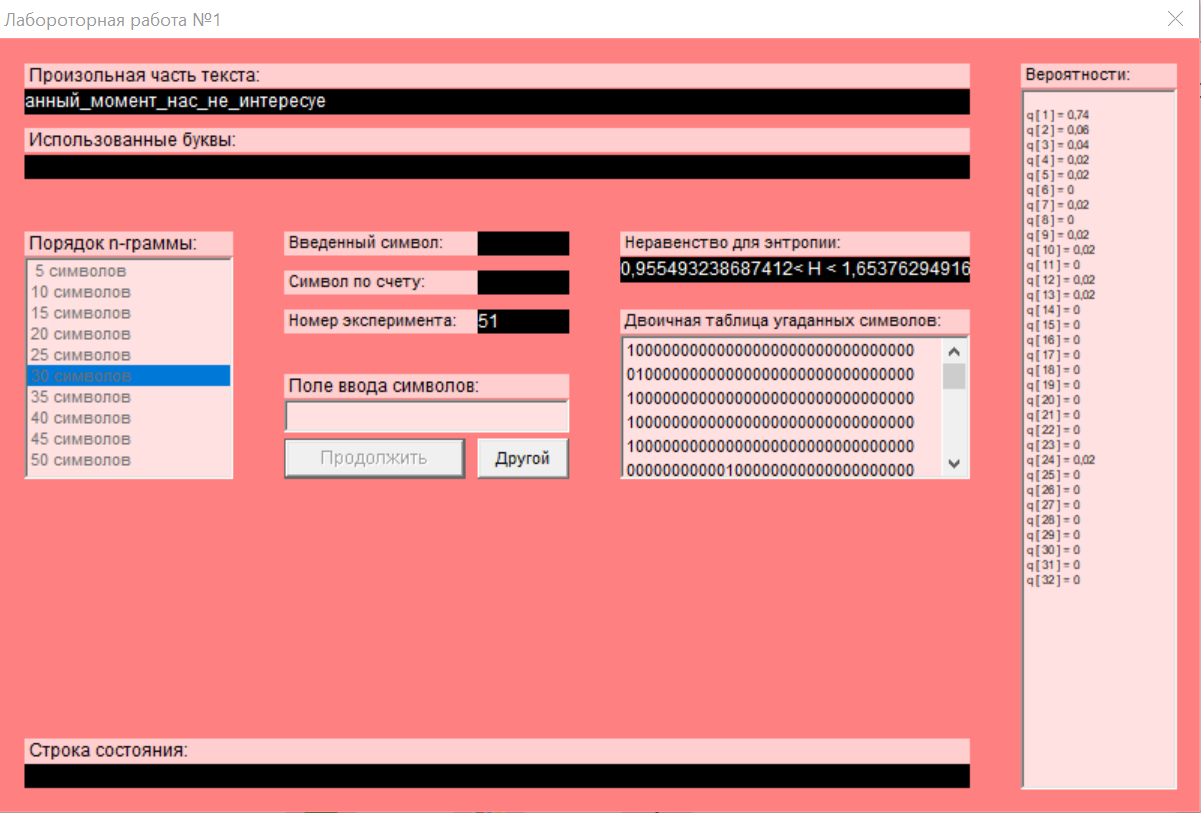 Лабороторная работа №1
Произольная часть текста:
анный_момент_нас_не_интересуе
Использованные буквы:
Порядок n-граммы:
5 символов
10 символов
15 символов
20 символов
25 символов
30 символов
35 символов
40 символов
45 символов
50 символов
Введенный символ:
Символ по счету:
Номер эксперимента: 51
Поле ввода символов:
Продолжить
Другой
Неравенство для энтропии:
0,955493238687412< H < 1,65376294916
Двоичная таблица угаданных символов:
10000000000000000000000000000000
01000000000000000000000000000000
10000000000000000000000000000000
10000000000000000000000000000000
10000000000000000000000000000000
00000000000100000000000000000000
Строка состояния:
Вероятности:
q[1] = 0,74
q[2] = 0,06
q[3] = 0,04
q[4] = 0,02
q[5] = 0,02
q[6] = 0
q[7] = 0,02
q[8] = 0
q[9] = 0,02
q[10] = 0,02
q[11] = 0
q[12] = 0,02
q[13] = 0,02
q[14] = 0
q[15] = 0
q[16] = 0
q[17] = 0
q[18] = 0
q[19] = 0
q[20] = 0
q[21] = 0
q[22] = 0
q[23] = 0
q[24] = 0,02
q[25] = 0
q[26] = 0
q[27] = 0
q[28] = 0
q[29] = 0
q[30] = 0
q[31] = 0
q[32] = 0